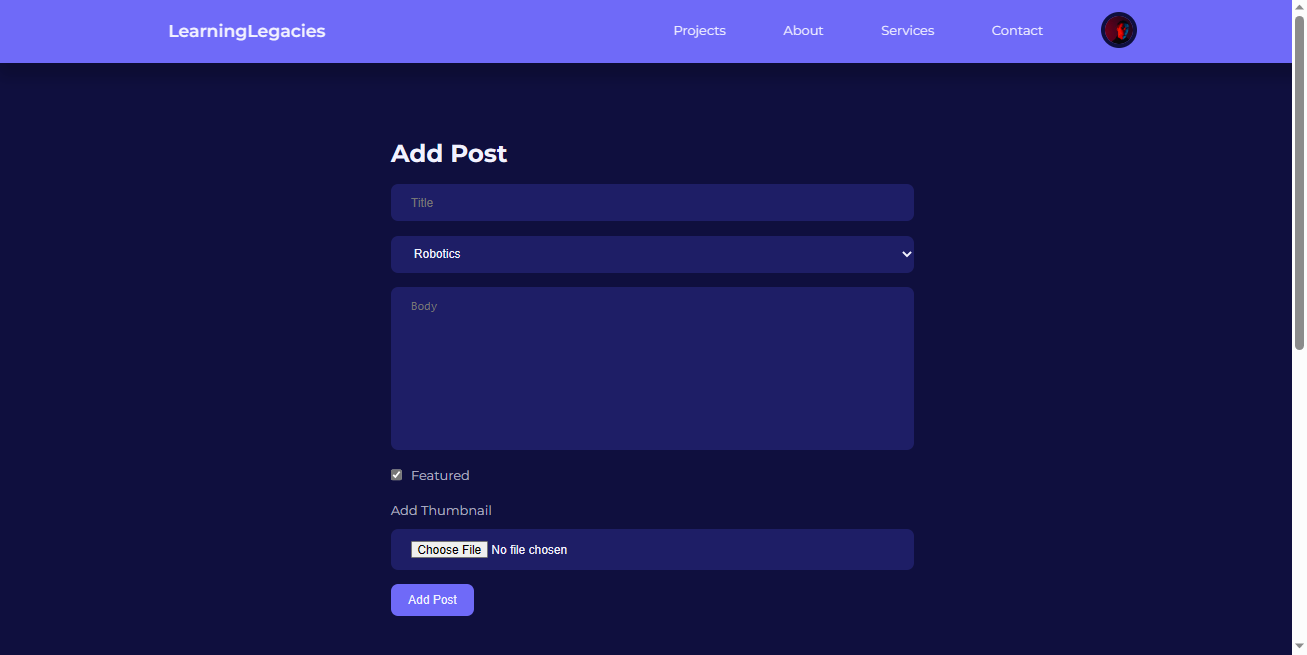 LearningLegacies Projects About Services Contact
Add Post
Title
Robotics
Body
Featured
Add Thumbnail
Choose File No file chosen
Add Post